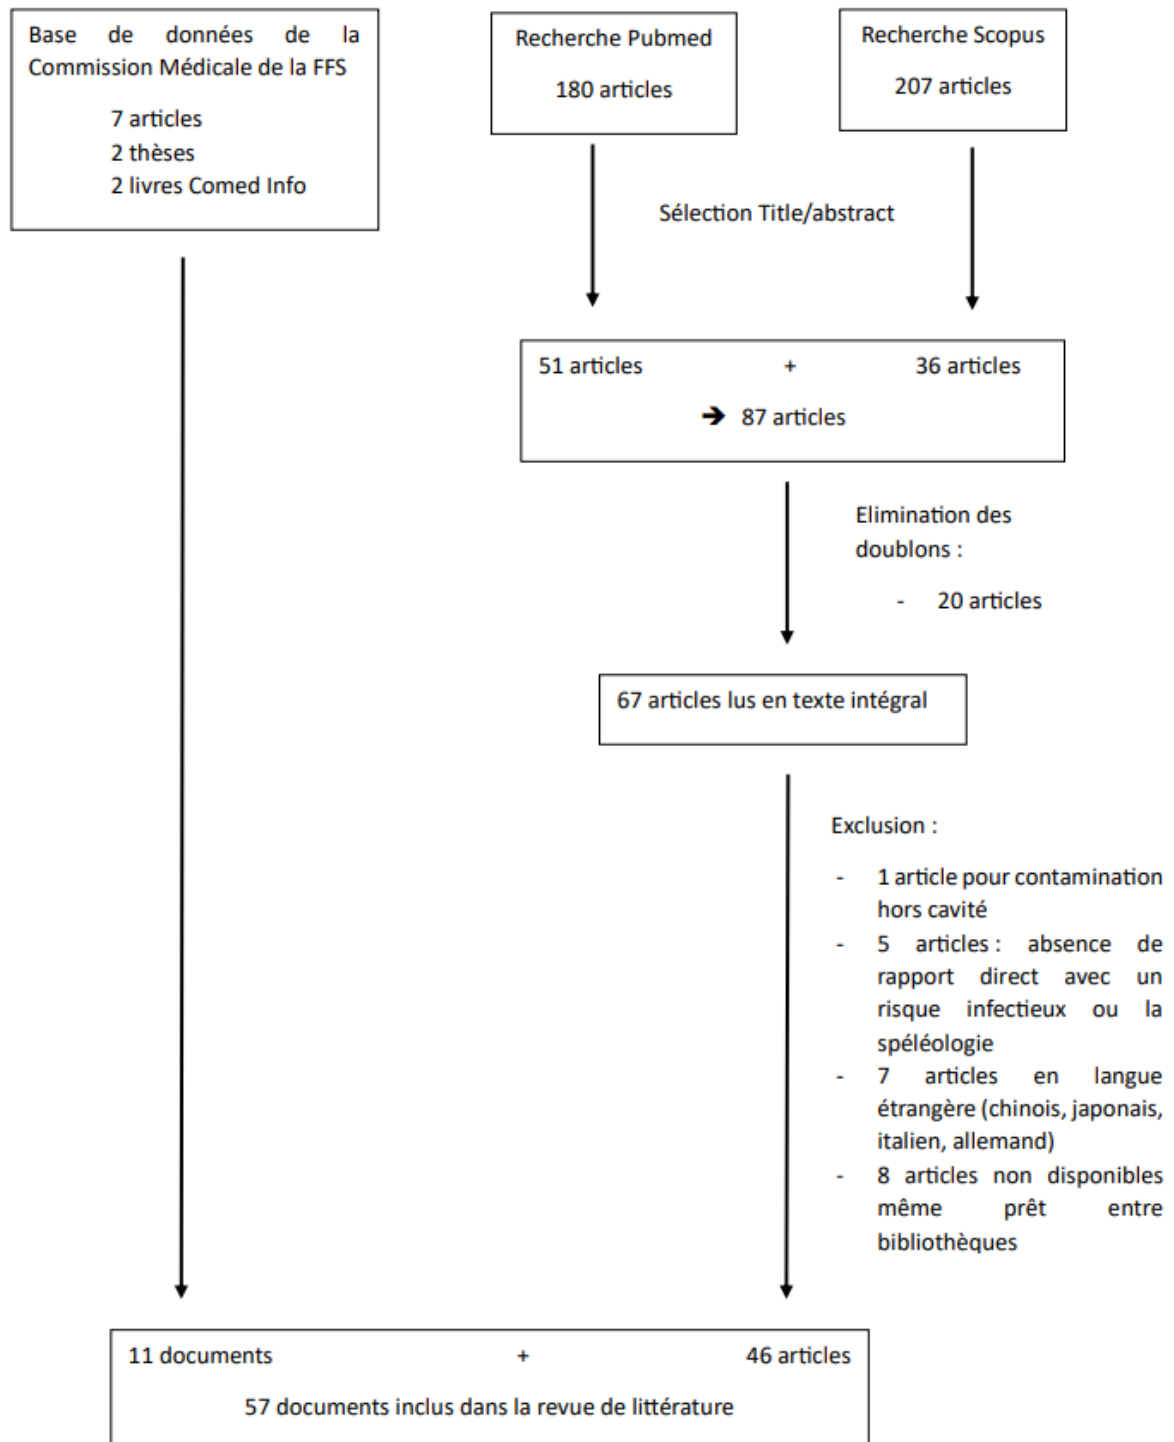 Base de données de la
Commission Médicale de la FFS
7 articles
2 thèses
2 livres Comed Info
Recherche Pubmed
180 articles
Recherche Scopus
207 articles
Sélection Title/abstract
51 articles + 36 articles
➔ 87 articles
Elimination des
doublons :
- 20 articles
67 articles lus en texte intégral
Exclusion :
- 1 article pour contamination
hors cavité
- 5 articles : absence de
rapport direct avec un
risque infectieux ou la
spéléologie
- 7 articles en langue
étrangère (chinois, japonais,
italien, allemand)
- 8 articles non disponibles
même prêt entre
bibliothèques
11 documents + 46 articles
57 documents inclus dans la revue de littérature